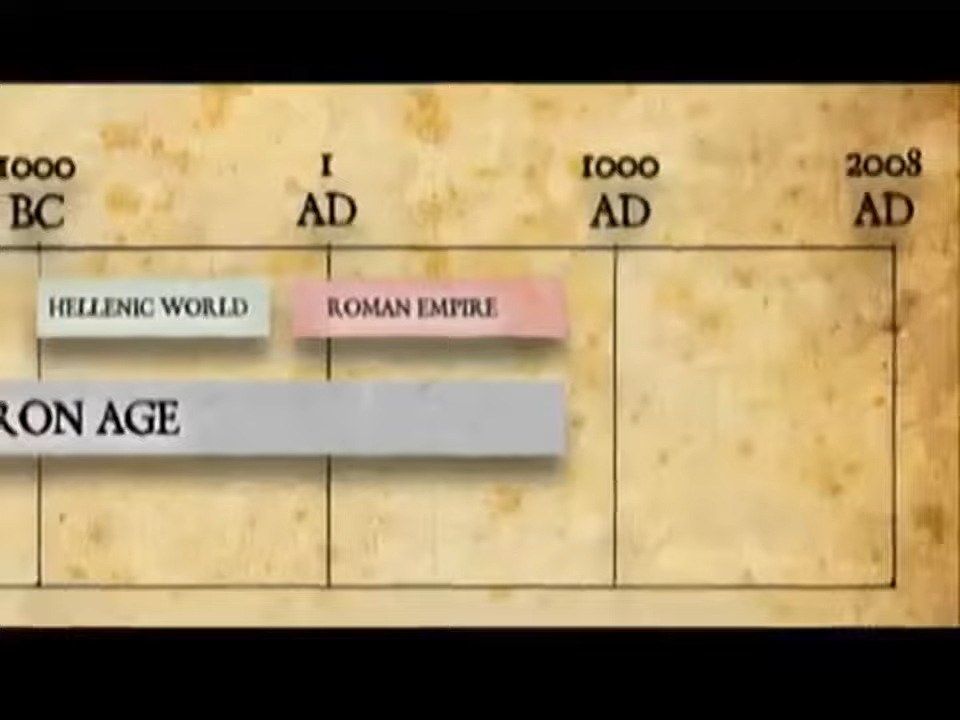 1000 1 1000 2008
BC AD AD AD
HELLENIC WORLD ROMAN EMPIRE
RON AGE